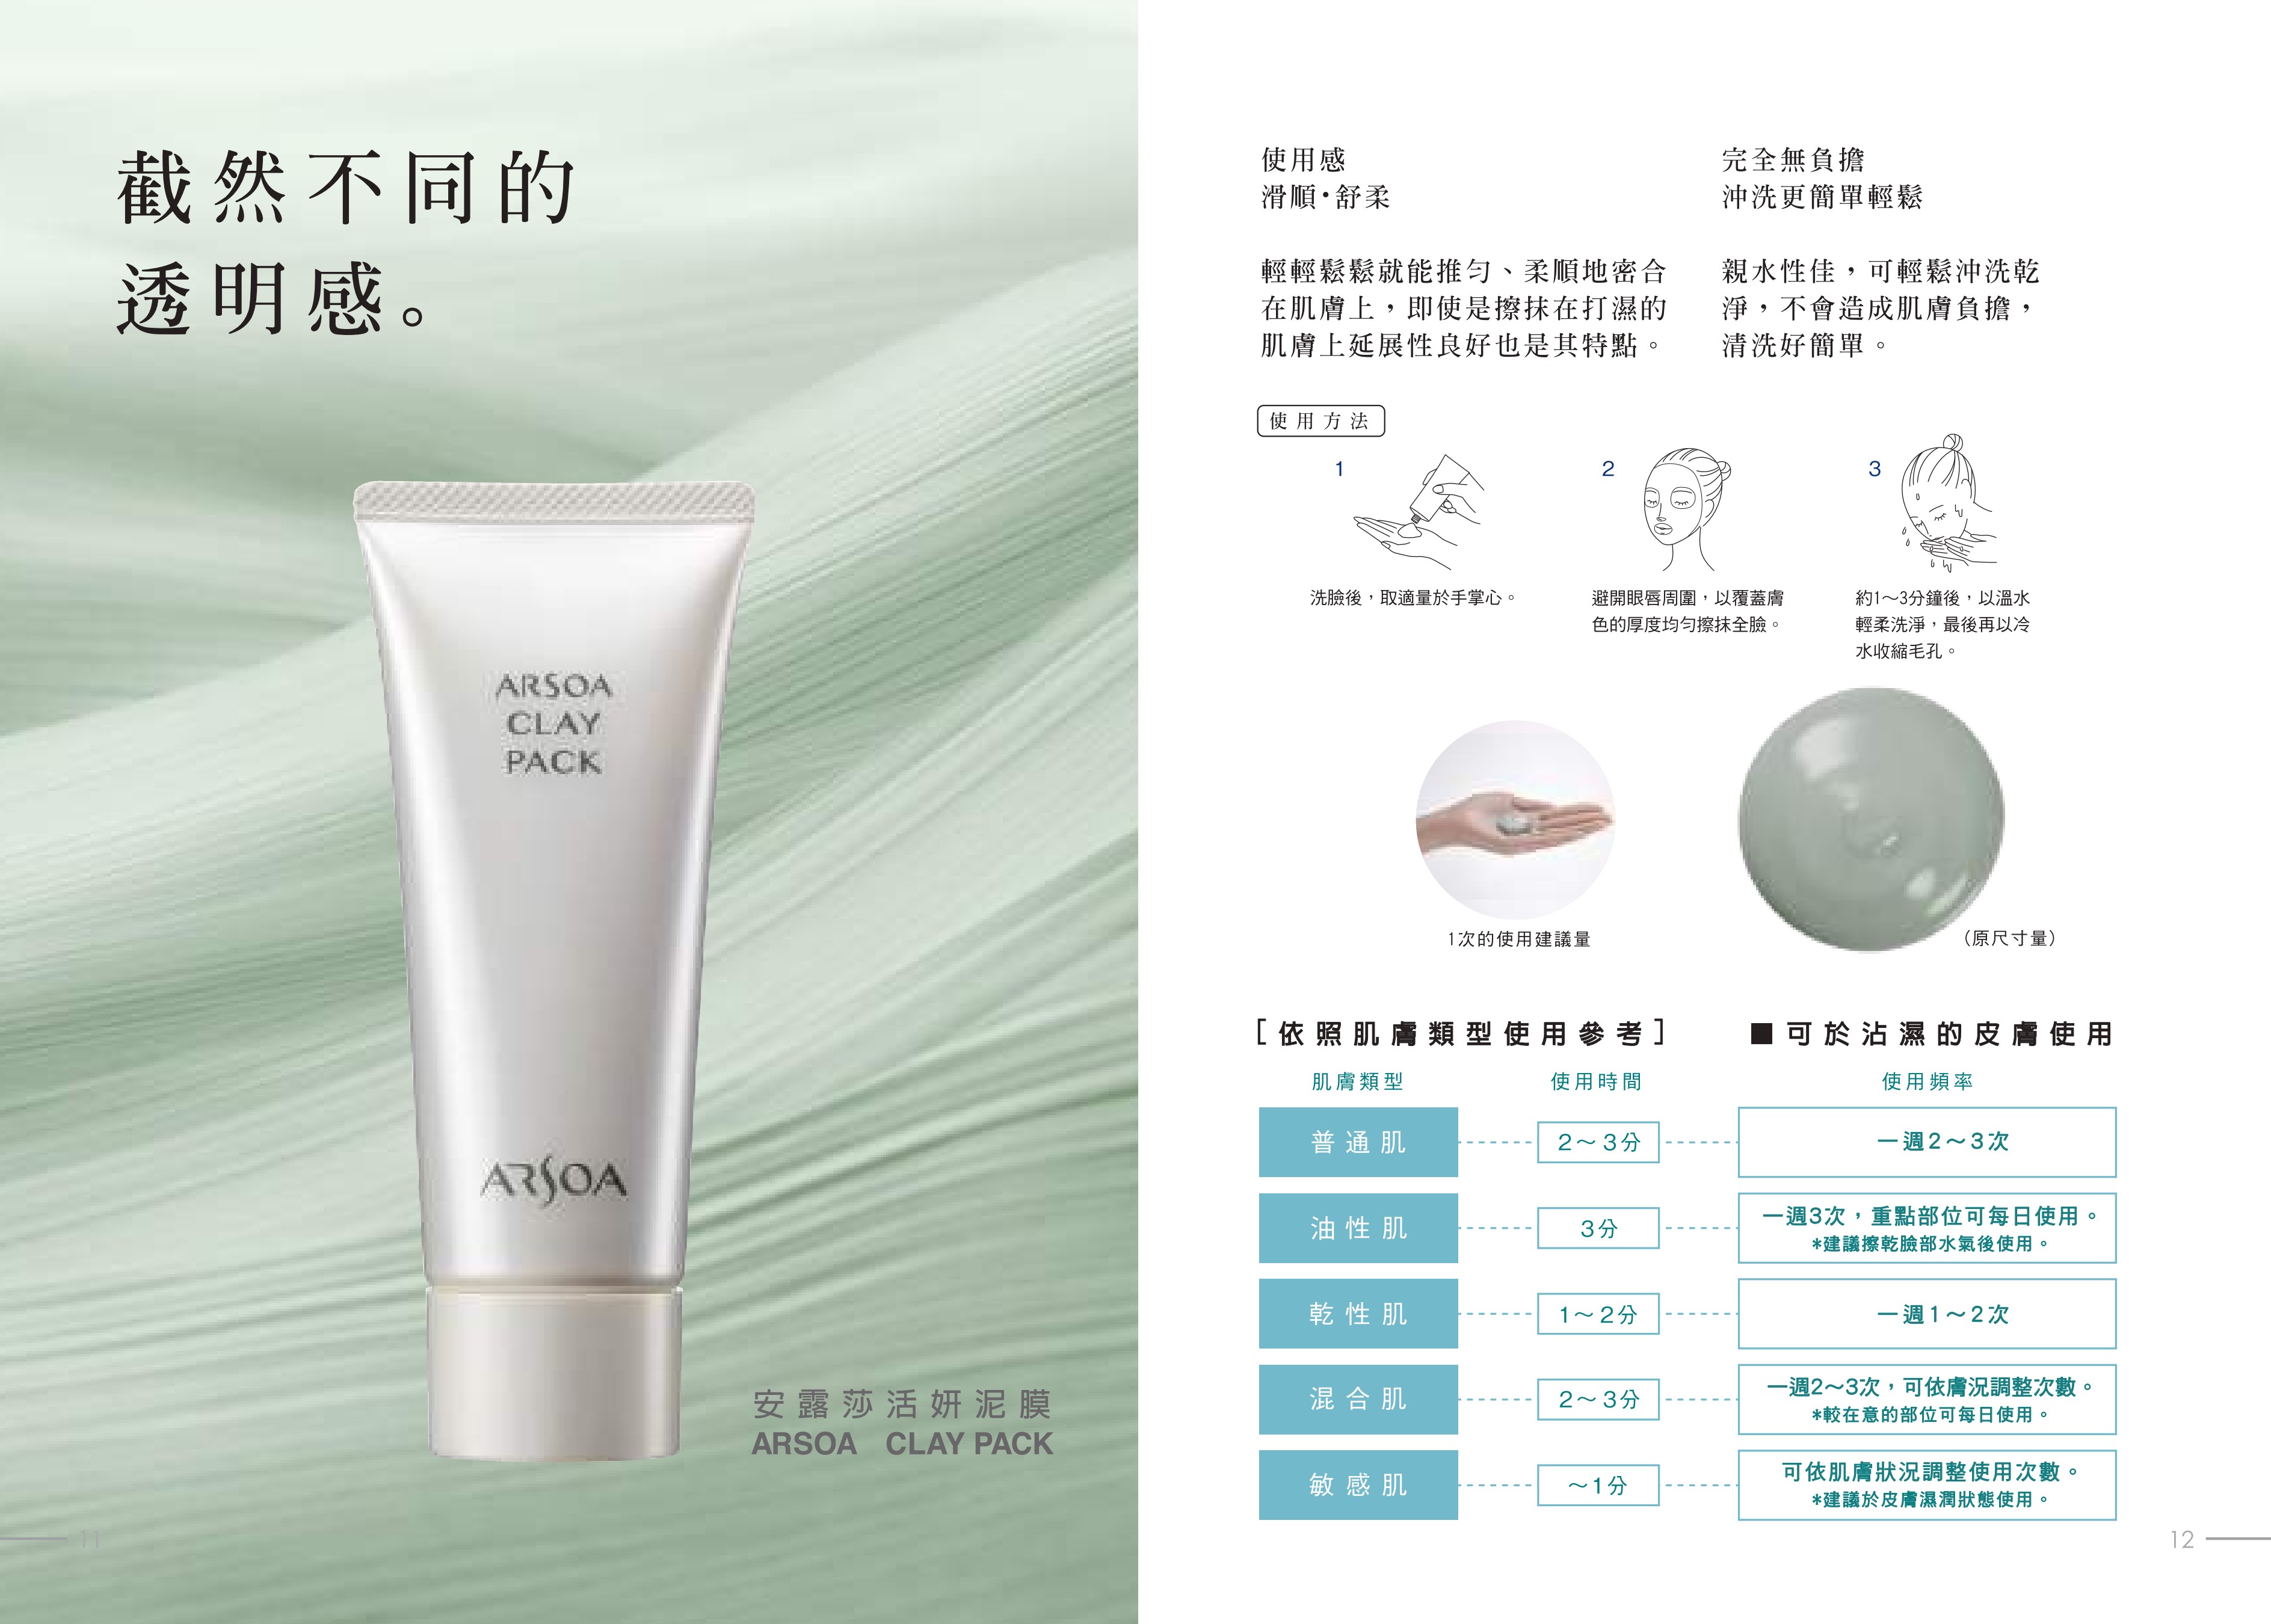 截然不同的
透明感。
ARSOA
CLAY
PACK
ARSOA
安露莎活妍泥膜
ARSOA CLAY PACK
11
使用感
滑順·舒柔
輕輕鬆鬆就能推勻、柔順地密合
在肌膚上，即使是擦抹在打濕的
肌膚上延展性良好也是其特點。
完全無負擔
沖洗更簡單輕鬆
親水性佳，可輕鬆沖洗乾
淨，不會造成肌膚負擔，
清洗好簡單。
使用方法
1
洗臉後，取適量於手掌心。
2
避開眼唇周圍，以覆蓋膚
色的厚度均勻擦抹全臉。
3
約1～3分鐘後，以溫水
輕柔洗淨，最後再以冷
水收縮毛孔。
1次的使用建議量
（原尺寸量）
［依照肌膚類型使用參考］ ■可於沾濕的皮膚使用
肌膚類型 使用時間 使用頻率
普通肌 2～3分 一週2～3次
油性肌 3分 一週3次，重點部位可每日使用。
*建議擦乾臉部水氣後使用。
乾性肌 1～2分 一週1～2次
混合肌 2～3分 一週2～3次，可依膚況調整次數。
*較在意的部位可每日使用。
敏感肌 ～1分 可依肌膚狀況調整使用次數。
*建議於皮膚濕潤狀態使用。
12